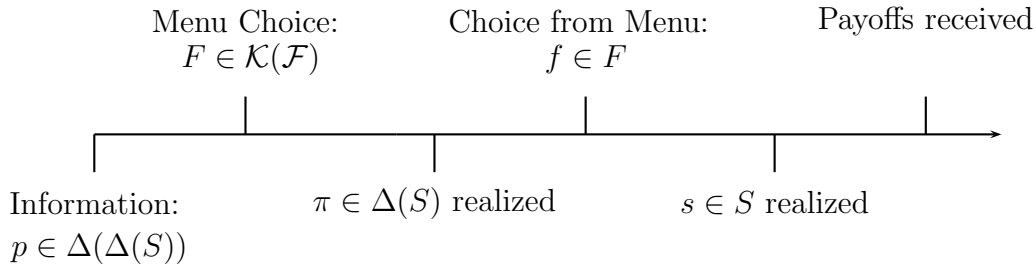 Menu Choice:
F ∈ 𝒦(ℱ)
Choice from Menu:
f ∈ F
Payoffs received
Information:
p ∈ Δ(Δ(S))
π ∈ Δ(S) realized
s ∈ S realized